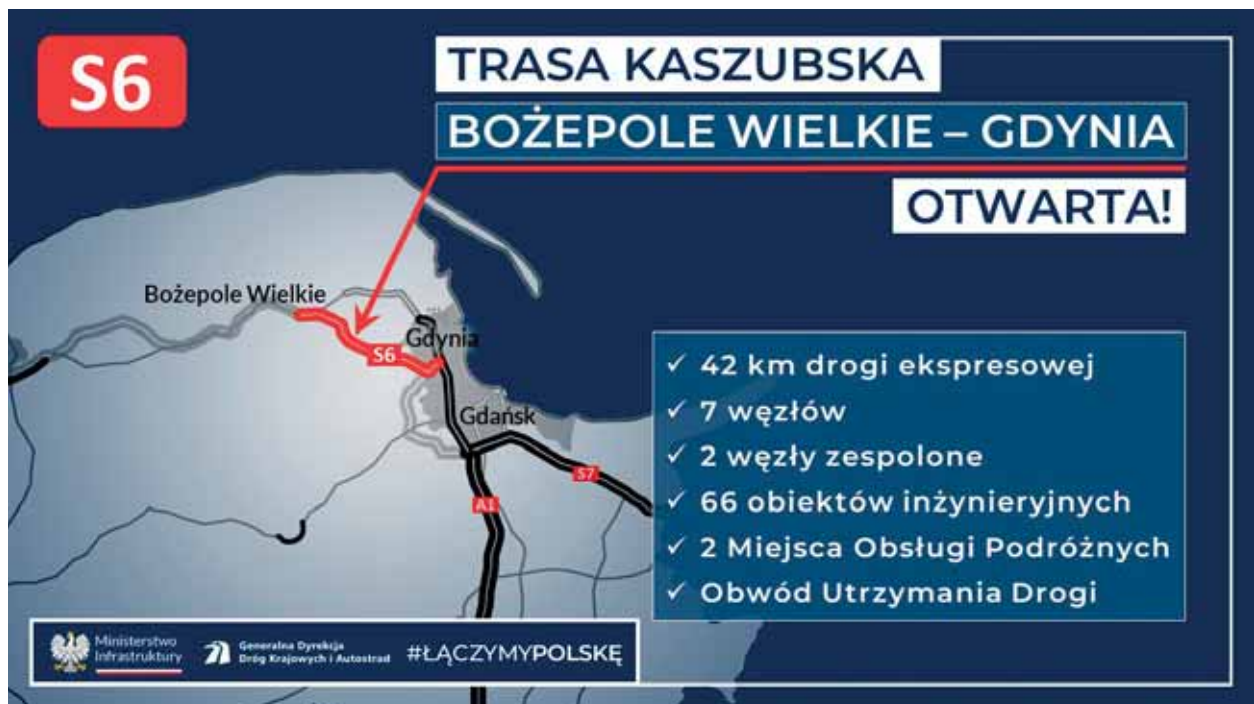 S6
TRASA KASZUBSKA
BOŻEPOLE WIELKIE – GDYNIA
OTWARTA!
Bożepole Wielkie
Gdynia
S6
Gdańsk
S7
A1
✓ 42 km drogi ekspresowej
✓ 7 węzłów
✓ 2 węzły zespolone
✓ 66 obiektów inżynieryjnych
✓ 2 Miejsca Obsługi Podróżnych
✓ Obwód Utrzymania Drogi
Ministerstwo
Infrastruktury
Generalna Dyrekcja
Dróg Krajowych i Autostrad
#ŁĄCZYMYPOLSKĘ